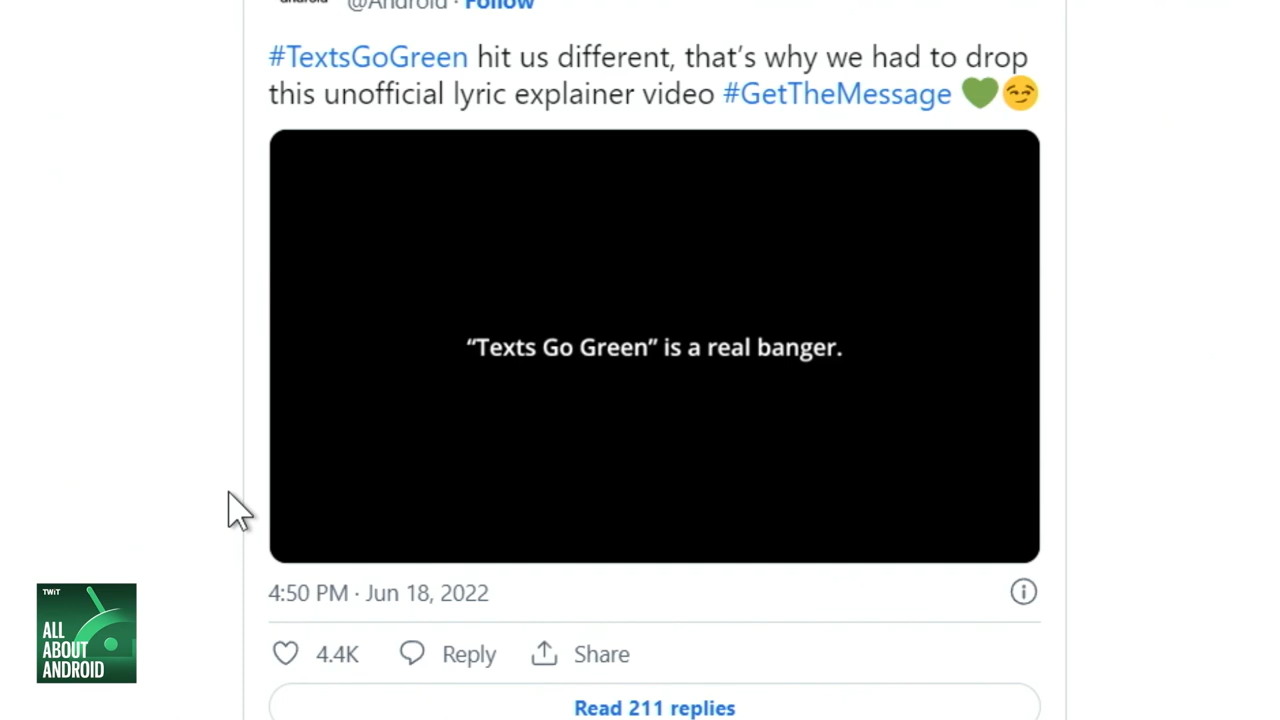 @Android · Follow
#TextsGoGreen hit us different, that's why we had to drop
this unofficial lyric explainer video #GetTheMessage 💚😏
“Texts Go Green” is a real banger.
4:50 PM · Jun 18, 2022
4.4K Reply Share
Read 211 replies
TWiT
ALL
ABOUT
ANDROID